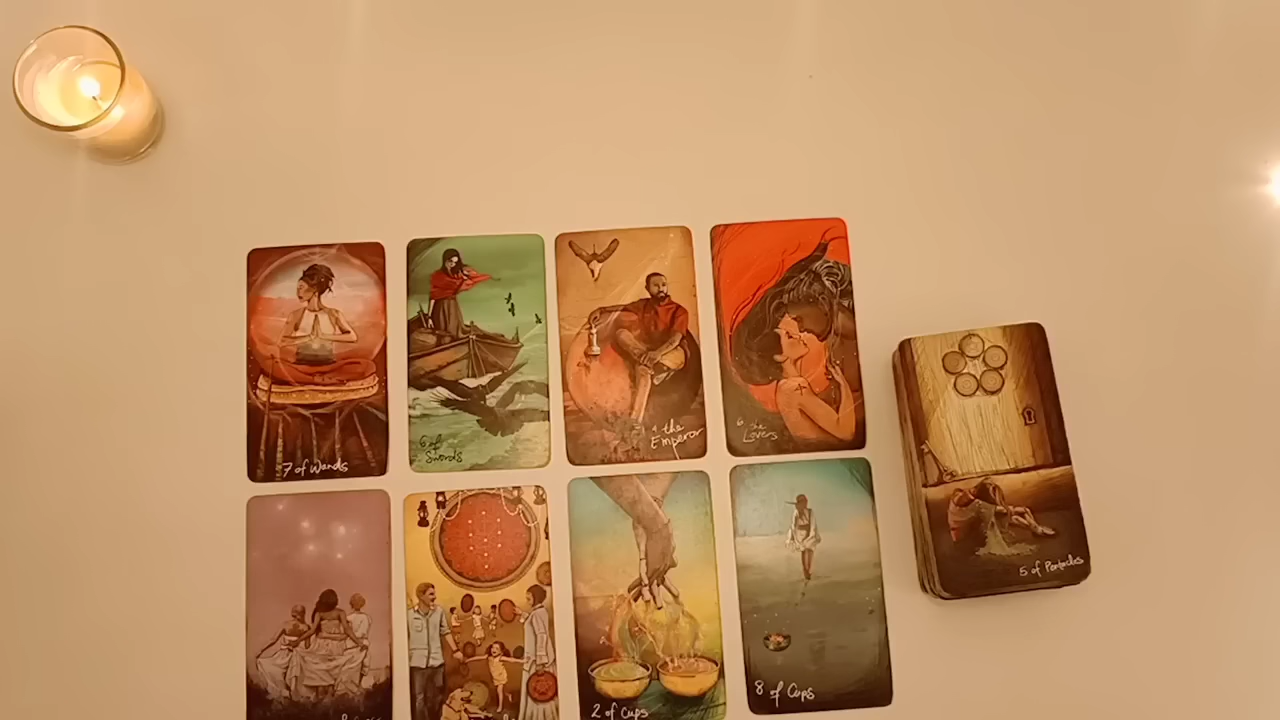 7 of Wands
6 of
Swords
4 the
Emperor
6 the
Lovers
5 of Pentacles
2 of Cups
8 of Cups